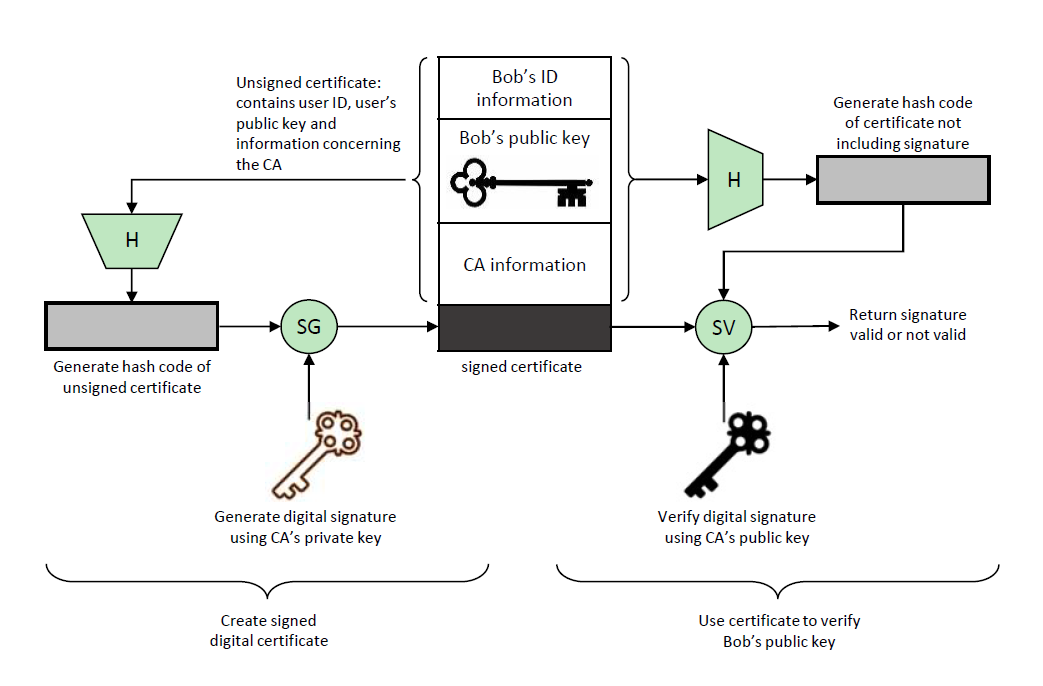 Unsigned certificate:
contains user ID, user's
public key and
information concerning
the CA
Bob's ID
information
Bob's public key
CA information
signed certificate
H
Generate hash code of
unsigned certificate
SG
Generate digital signature
using CA's private key
Create signed
digital certificate
H
Generate hash code
of certificate not
including signature
SV
Return signature
valid or not valid
Verify digital signature
using CA's public key
Use certificate to verify
Bob's public key